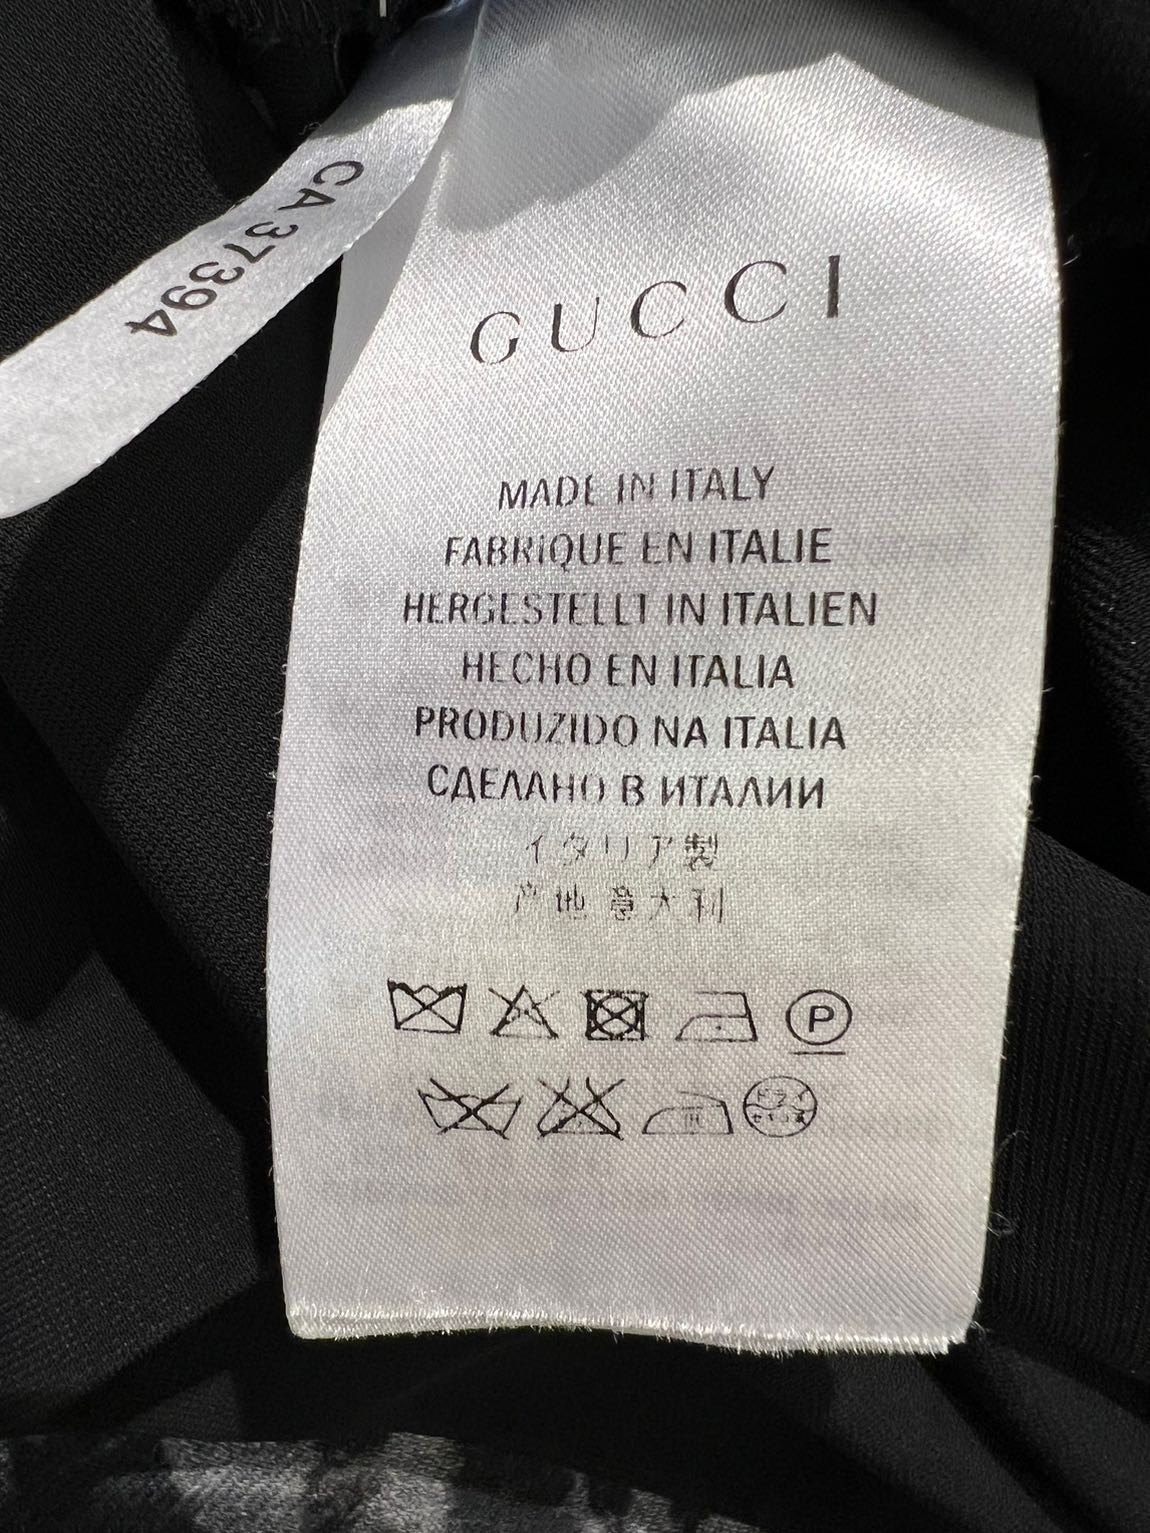 CA 37394
GUCCI
MADE IN ITALY
FABRIQUE EN ITALIE
HERGESTELLT IN ITALIEN
HECHO EN ITALIA
PRODUZIDO NA ITALIA
СДЕЛАНО В ИТАЛИИ
イタリア製
产地意大利
P